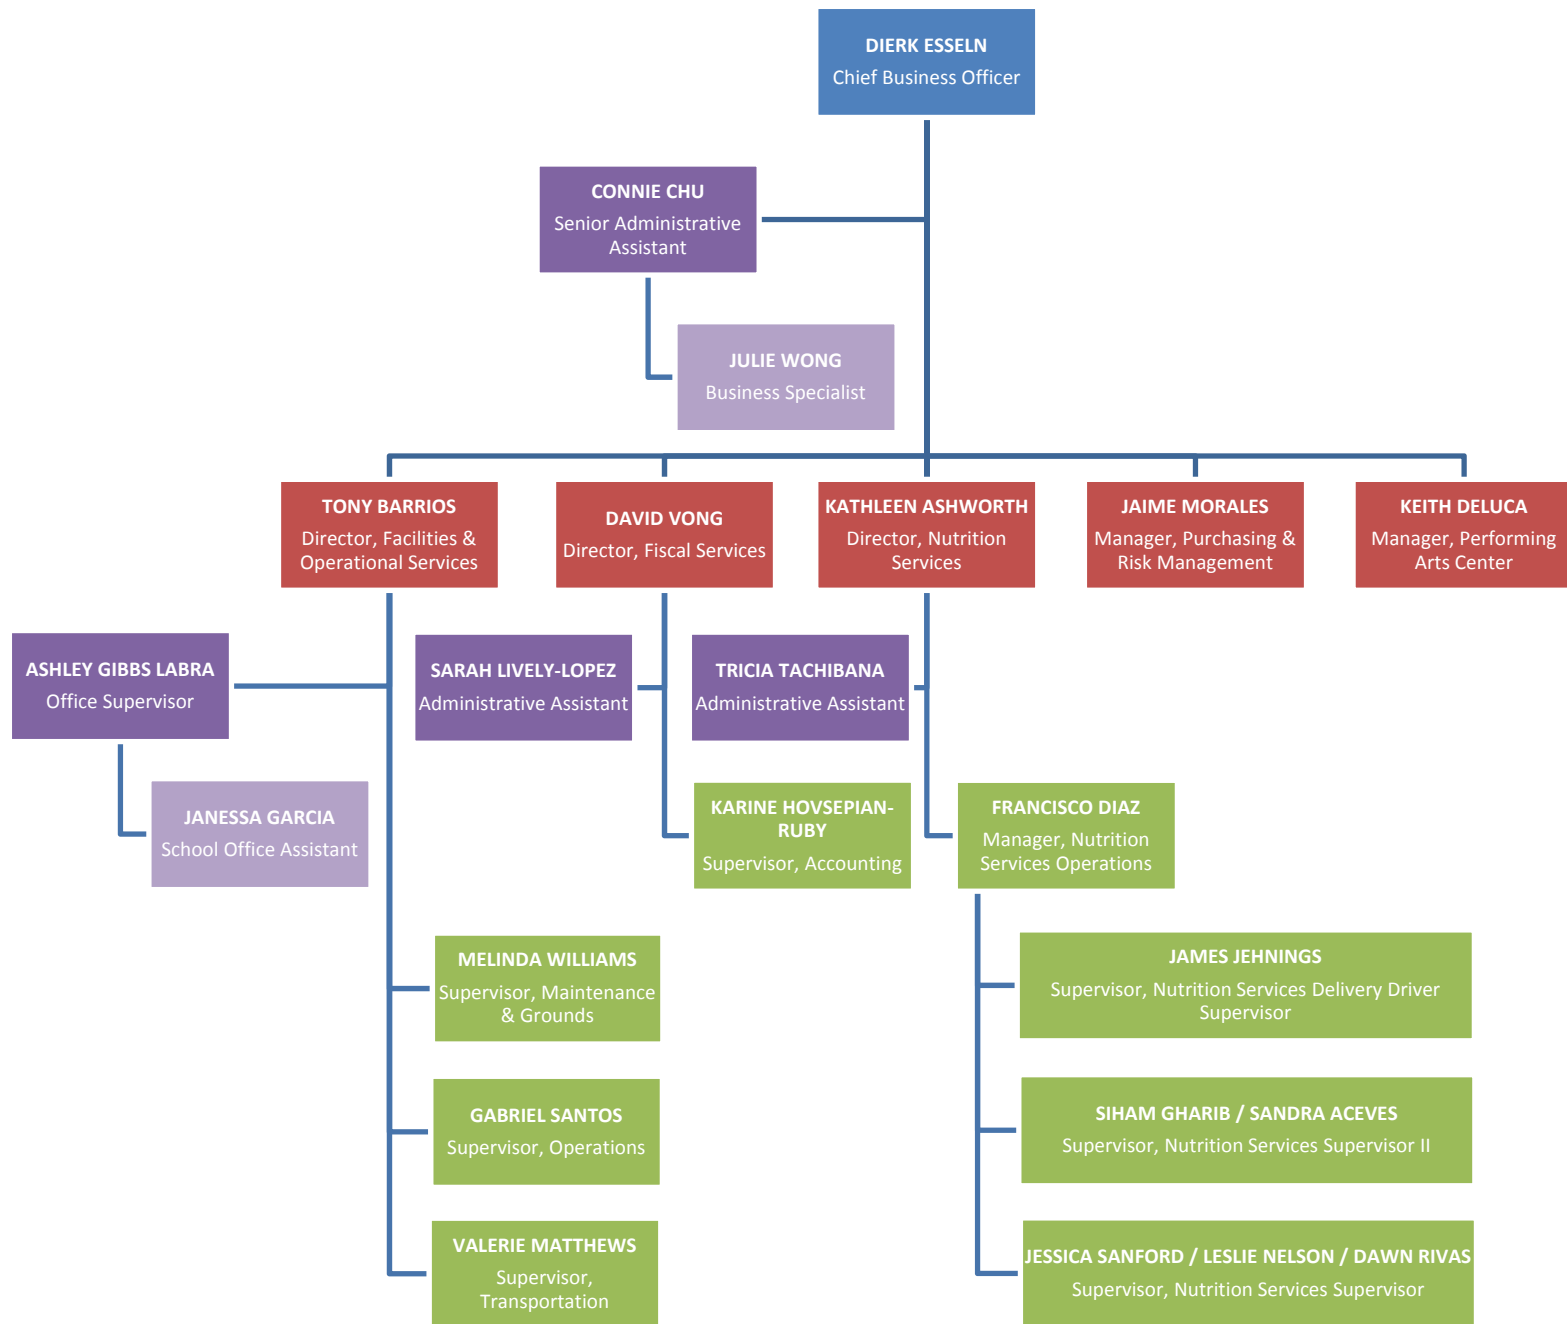 DIERK ESSELN
Chief Business Officer
CONNIE CHU
Senior Administrative
Assistant
JULIE WONG
Business Specialist
TONY BARRIOS
Director, Facilities &
Operational Services
DAVID VONG
Director, Fiscal Services
KATHLEEN ASHWORTH
Director, Nutrition
Services
JAIME MORALES
Manager, Purchasing &
Risk Management
KEITH DELUCA
Manager, Performing
Arts Center
ASHLEY GIBBS LABRA
Office Supervisor
SARAH LIVELY-LOPEZ
Administrative Assistant
TRICIA TACHIBANA
Administrative Assistant
JANESSA GARCIA
School Office Assistant
KARINE HOVSEPIAN-
RUBY
Supervisor, Accounting
FRANCISCO DIAZ
Manager, Nutrition
Services Operations
MELINDA WILLIAMS
Supervisor, Maintenance
& Grounds
JAMES JEHNINGS
Supervisor, Nutrition Services Delivery Driver
Supervisor
GABRIEL SANTOS
Supervisor, Operations
SIHAM GHARIB / SANDRA ACEVES
Supervisor, Nutrition Services Supervisor II
VALERIE MATTHEWS
Supervisor,
Transportation
JESSICA SANFORD / LESLIE NELSON / DAWN RIVAS
Supervisor, Nutrition Services Supervisor